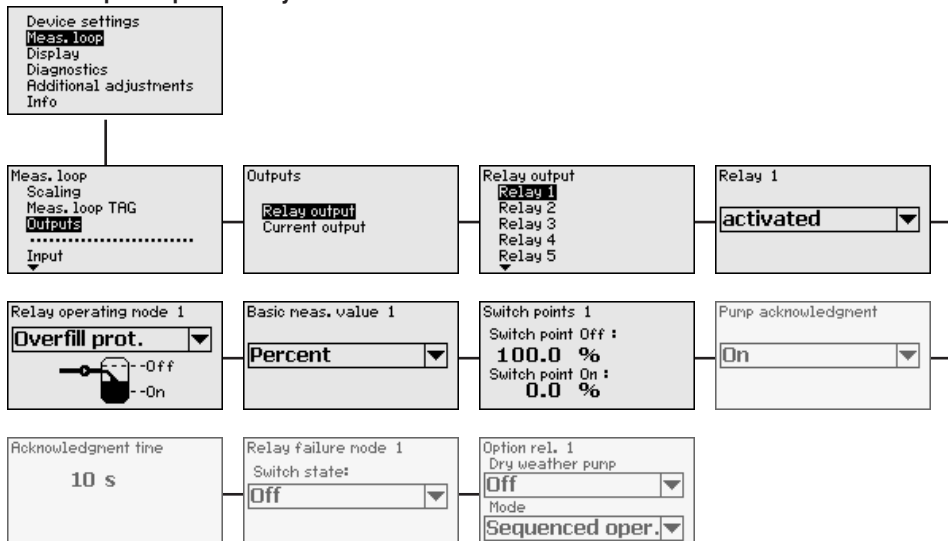 Device settings
Meas. loop
Display
Diagnostics
Additional adjustments
Info
Meas. loop
Scaling
Meas. loop TAG
Outputs
Input
Outputs
Relay output
Current output
Relay output
Relay 1
Relay 2
Relay 3
Relay 4
Relay 5
Relay 1
activated
Relay operating mode 1
Overfill prot.
--Off
--On
Basic meas. value 1
Percent
Switch points 1
Switch point Off :
100.0 %
Switch point On :
0.0 %
Pump acknowledgment
On
Acknowledgment time
10 s
Relay failure mode 1
Switch state:
Off
Option rel. 1
Dry weather pump
Off
Mode
Sequenced oper.